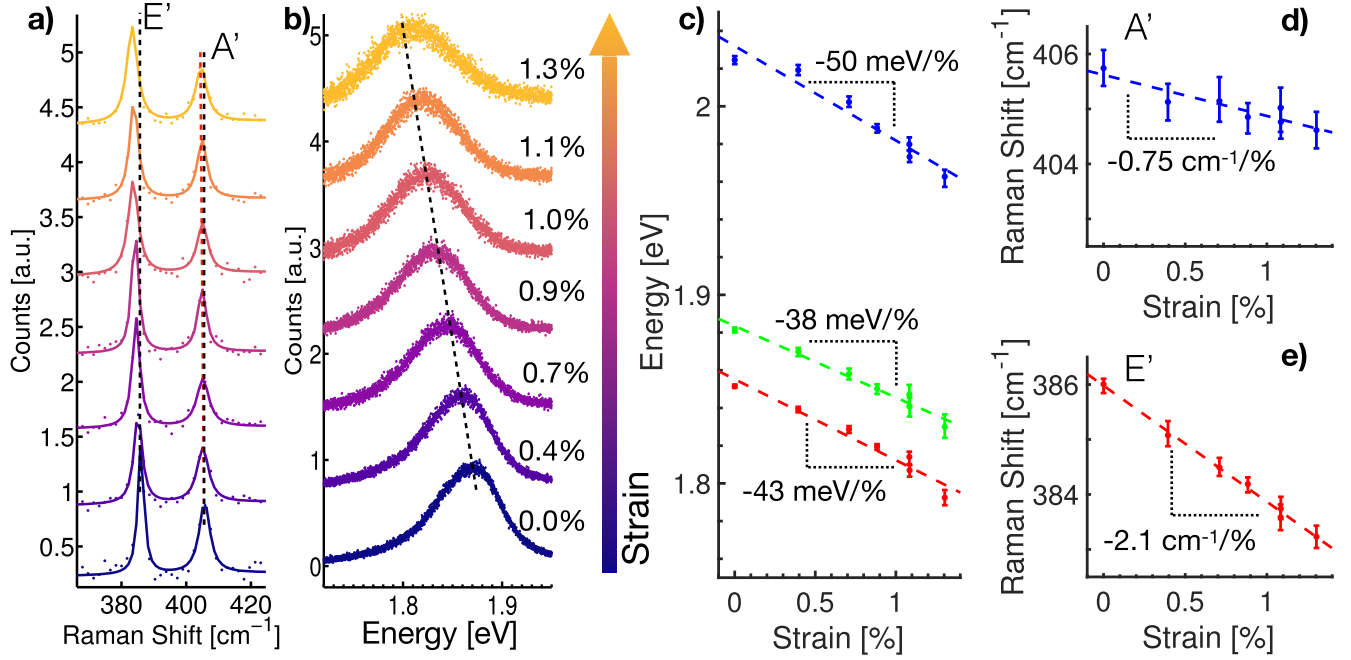 a)
E'
A'
5
4.5
4
3.5
3
2.5
2
1.5
1
0.5
Counts [a.u.]
380 400 420
Raman Shift [cm⁻¹]
b)
5
4
3
2
1
0
Counts [a.u.]
1.3%
1.1%
1.0%
0.9%
0.7%
0.4%
0.0%
1.8 1.9
Energy [eV]
Strain
c)
-50 meV/%
-38 meV/%
-43 meV/%
2
1.9
1.8
Energy [eV]
0 0.5 1
Strain [%]
d)
A'
406
404
Raman Shift [cm⁻¹]
-0.75 cm⁻¹/%
0 0.5 1
Strain [%]
e)
E'
386
384
Raman Shift [cm⁻¹]
-2.1 cm⁻¹/%
0 0.5 1
Strain [%]